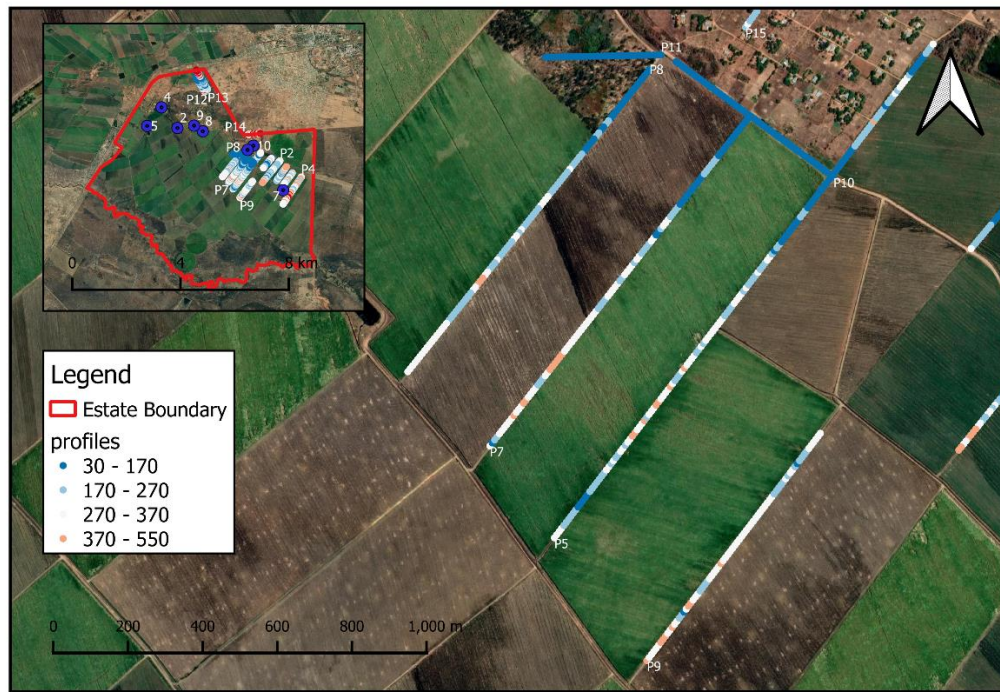 P12 P13
4
5
2
9
8
P14
P8
10
P2
P4
P7
7
P9
0
4
8 km
P15
P11
P8
P10
Legend
Estate Boundary
profiles
30 - 170
170 - 270
270 - 370
370 - 550
P7
P5
P9
0 200 400 600 800 1,000 m